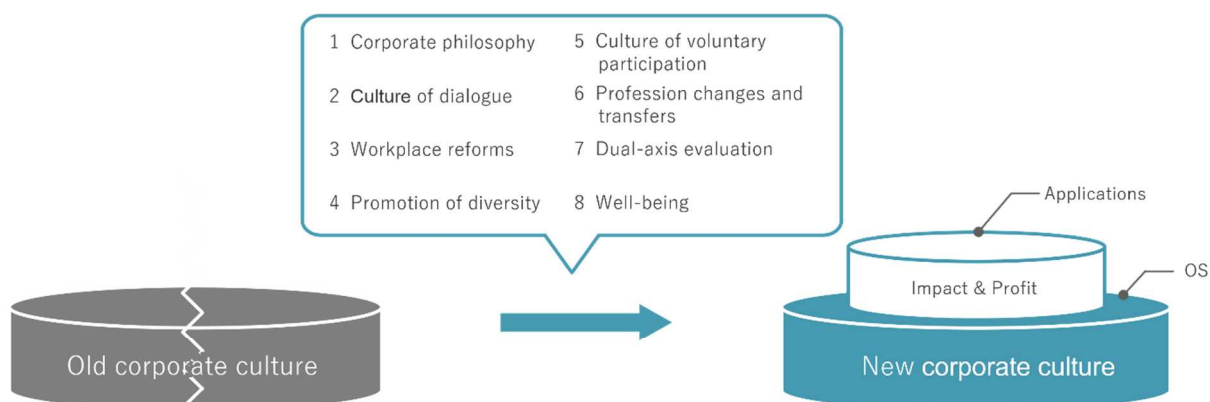 1 Corporate philosophy
2 Culture of dialogue
3 Workplace reforms
4 Promotion of diversity
5 Culture of voluntary
participation
6 Profession changes and
transfers
7 Dual-axis evaluation
8 Well-being
Applications
OS
Impact & Profit
Old corporate culture
New corporate culture